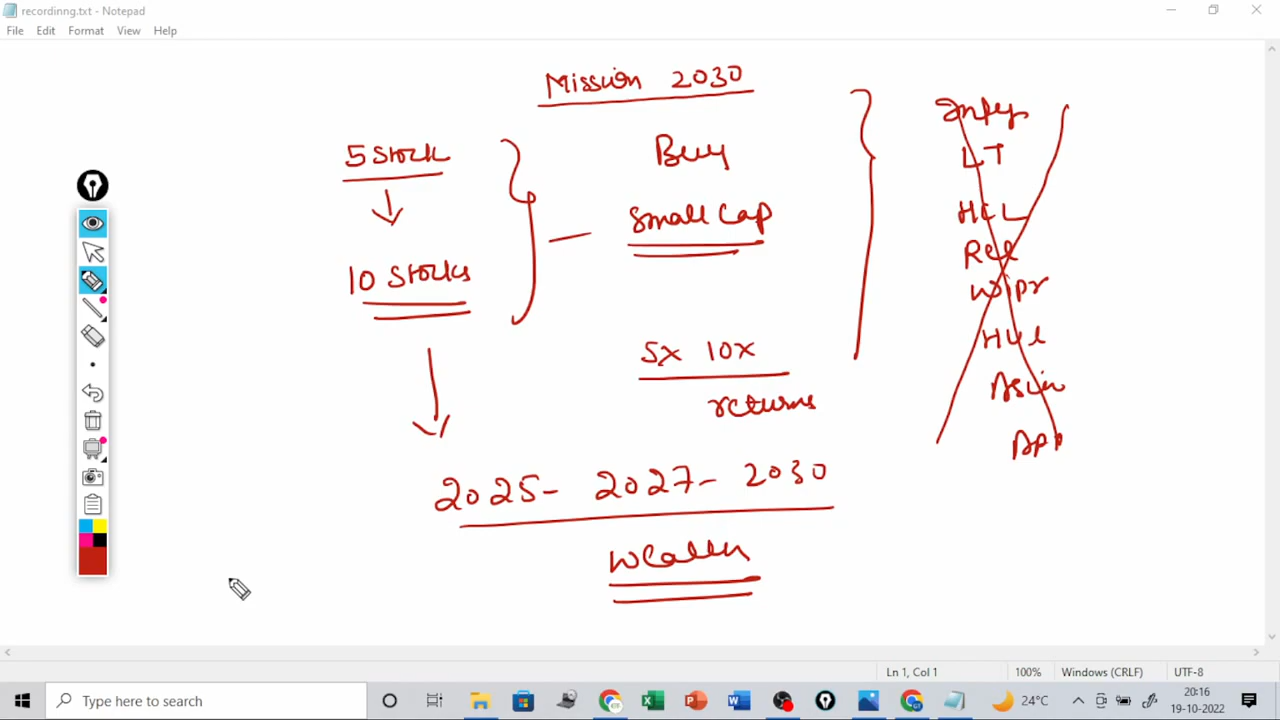 recordinng.txt - Notepad
File Edit Format View Help
Mission 2030
5 Stock
10 Stocks
Buy
Small Cap
5x 10x
returns
2025- 2027- 2030
Infy
LT
HCL
Rel
Wipr
HUL
Asian
App
Ln 1, Col 1 100% Windows (CRLF) UTF-8
Type here to search
24°C
20:16
19-10-2022